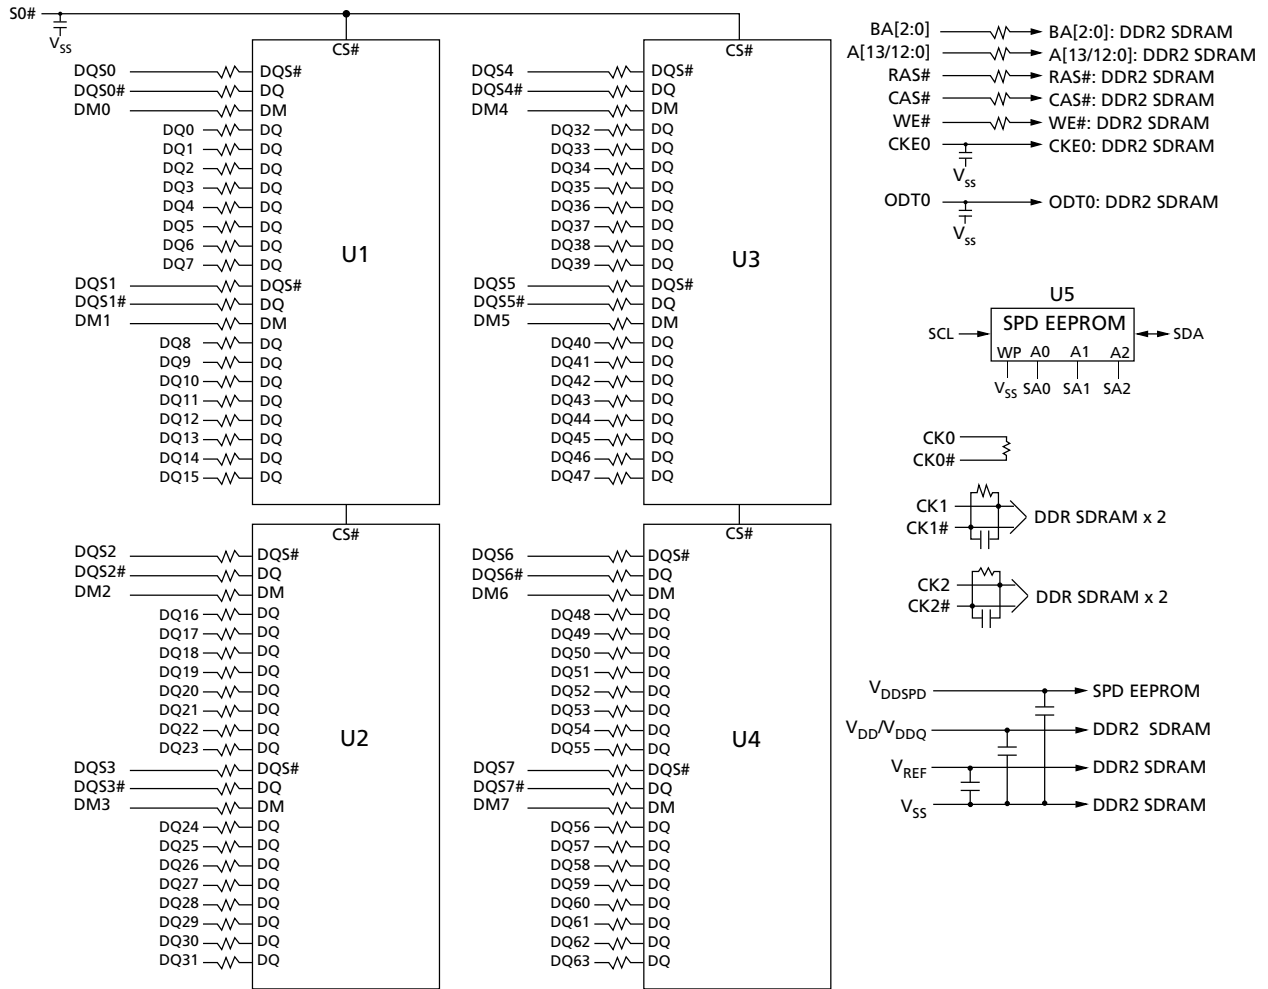 S0#
VSS
CS#
DQS0 DQS#
DQS0# DQ
DM0 DM
DQ0 DQ
DQ1 DQ
DQ2 DQ
DQ3 DQ
DQ4 DQ
DQ5 DQ
DQ6 DQ
DQ7 DQ
U1
DQS1 DQS#
DQS1# DQ
DM1 DM
DQ8 DQ
DQ9 DQ
DQ10 DQ
DQ11 DQ
DQ12 DQ
DQ13 DQ
DQ14 DQ
DQ15 DQ
CS#
DQS2 DQS#
DQS2# DQ
DM2 DM
DQ16 DQ
DQ17 DQ
DQ18 DQ
DQ19 DQ
DQ20 DQ
DQ21 DQ
DQ22 DQ
DQ23 DQ
U2
DQS3 DQS#
DQS3# DQ
DM3 DM
DQ24 DQ
DQ25 DQ
DQ26 DQ
DQ27 DQ
DQ28 DQ
DQ29 DQ
DQ30 DQ
DQ31 DQ
CS#
DQS4 DQS#
DQS4# DQ
DM4 DM
DQ32 DQ
DQ33 DQ
DQ34 DQ
DQ35 DQ
DQ36 DQ
DQ37 DQ
DQ38 DQ
DQ39 DQ
U3
DQS5 DQS#
DQS5# DQ
DM5 DM
DQ40 DQ
DQ41 DQ
DQ42 DQ
DQ43 DQ
DQ44 DQ
DQ45 DQ
DQ46 DQ
DQ47 DQ
CS#
DQS6 DQS#
DQS6# DQ
DM6 DM
DQ48 DQ
DQ49 DQ
DQ50 DQ
DQ51 DQ
DQ52 DQ
DQ53 DQ
DQ54 DQ
DQ55 DQ
U4
DQS7 DQS#
DQS7# DQ
DM7 DM
DQ56 DQ
DQ57 DQ
DQ58 DQ
DQ59 DQ
DQ60 DQ
DQ61 DQ
DQ62 DQ
DQ63 DQ
BA[2:0] BA[2:0]: DDR2 SDRAM
A[13/12:0] A[13/12:0]: DDR2 SDRAM
RAS# RAS#: DDR2 SDRAM
CAS# CAS#: DDR2 SDRAM
WE# WE#: DDR2 SDRAM
CKE0 CKE0: DDR2 SDRAM
Vss
ODT0 ODT0: DDR2 SDRAM
Vss
U5
SPD EEPROM
SCL SDA
WP A0 A1 A2
VSS SA0 SA1 SA2
CK0
CK0#
CK1
CK1#
DDR SDRAM x 2
CK2
CK2#
DDR SDRAM x 2
VDDSPD SPD EEPROM
VDD/VDDQ DDR2 SDRAM
VREF DDR2 SDRAM
VSS DDR2 SDRAM